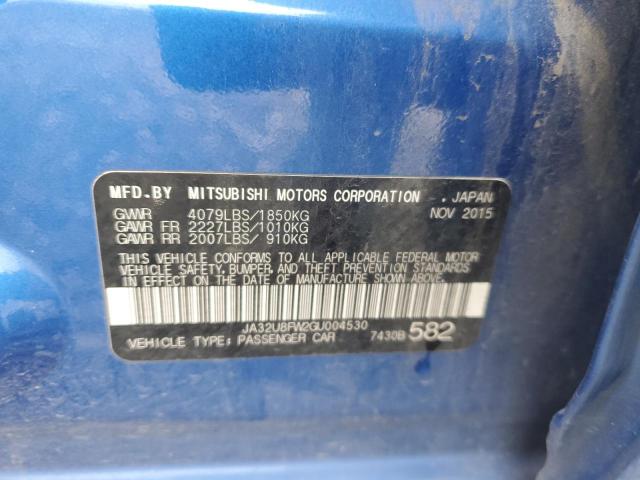 MFD.BY MITSUBISHI MOTORS CORPORATION , JAPAN
GVWR 4079LBS/1850KG NOV 2015
GAWR FR 2227LBS/1010KG
GAWR RR 2007LBS/ 910KG
THIS VEHICLE CONFORMS TO ALL APPLICABLE FEDERAL MOTOR
VEHICLE SAFETY, BUMPER, AND THEFT PREVENTION STANDARDS
IN EFFECT ON THE DATE OF MANUFACTURE SHOWN ABOVE.
JA32U8FW2GU004530
VEHICLE TYPE; PASSENGER CAR 7430B 582